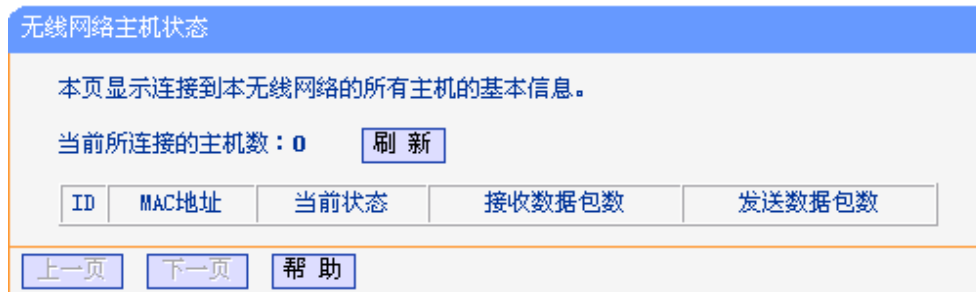 无线网络主机状态
本页显示连接到本无线网络的所有主机的基本信息。
当前所连接的主机数：0 刷 新
ID MAC地址 当前状态 接收数据包数 发送数据包数
上一页 下一页 帮 助